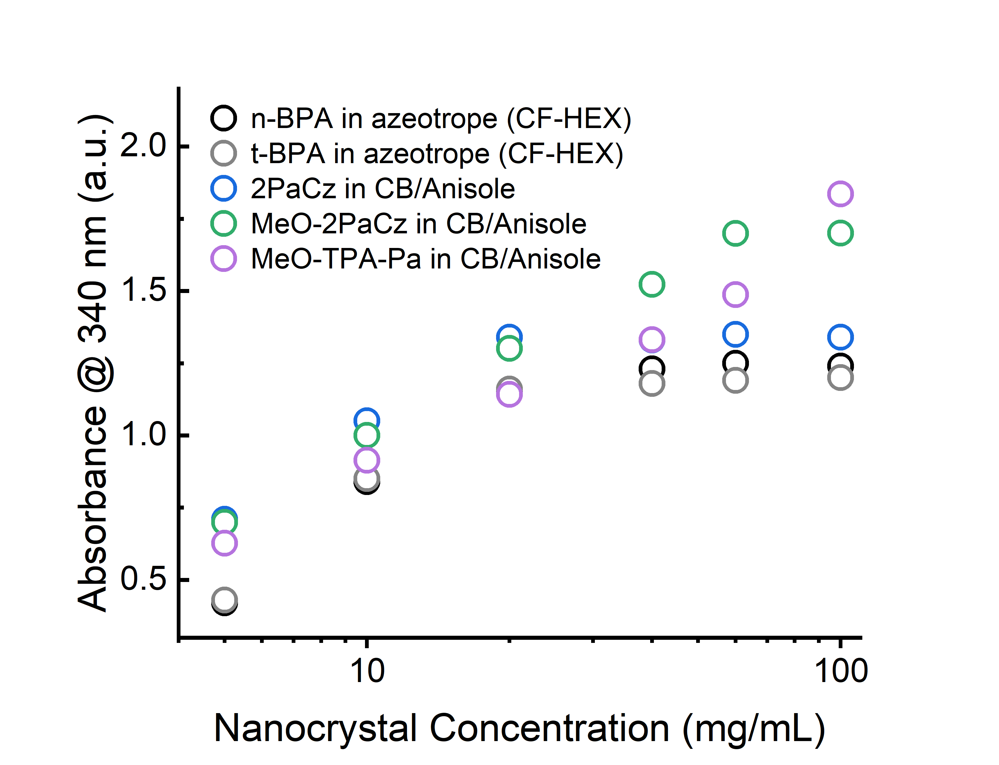 n-BPA in azeotrope (CF-HEX)
t-BPA in azeotrope (CF-HEX)
2PaCz in CB/Anisole
MeO-2PaCz in CB/Anisole
MeO-TPA-Pa in CB/Anisole
Absorbance @ 340 nm (a.u.)
2.0
1.5
1.0
0.5
10
100
Nanocrystal Concentration (mg/mL)